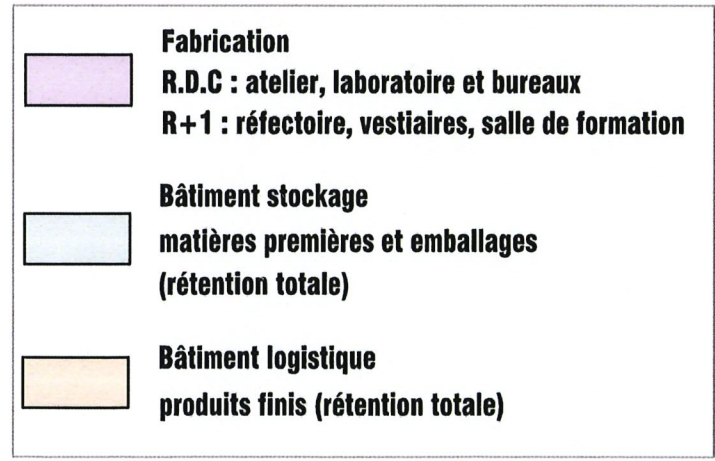 Fabrication
R.D.C : atelier, laboratoire et bureaux
R+1 : réfectoire, vestiaires, salle de formation
Bâtiment stockage
matières premières et emballages
(rétention totale)
Bâtiment logistique
produits finis (rétention totale)